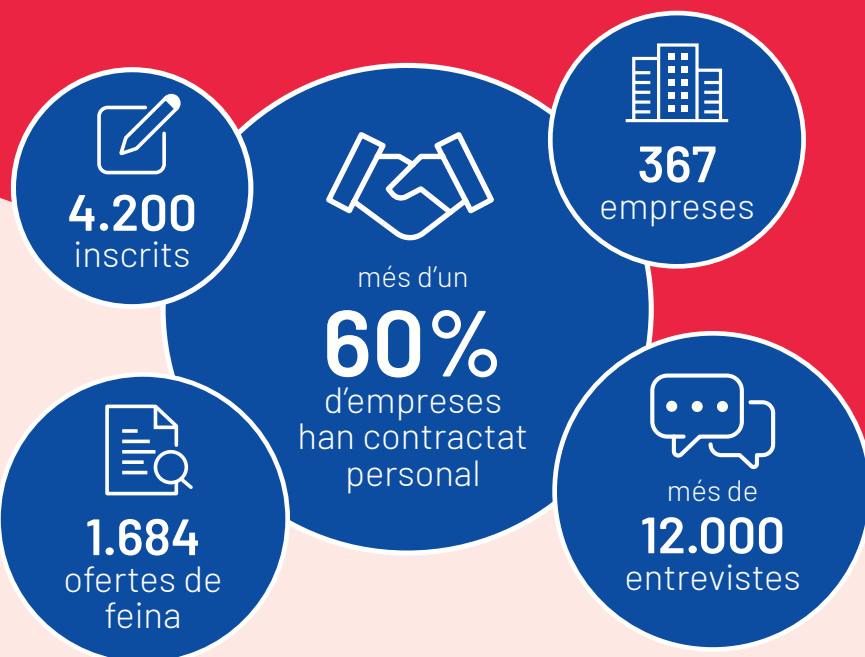 4.200
inscrits
367
empreses
més d'un
60%
d'empreses
han contractat
personal
1.684
ofertes de
feina
més de
12.000
entrevistes